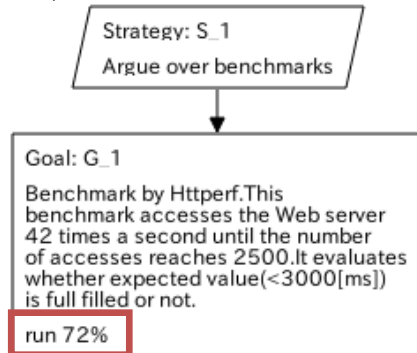 Strategy: S_1
Argue over benchmarks
Goal: G_1
Benchmark by Httperf.This
benchmark accesses the Web server
42 times a second until the number
of accesses reaches 2500.It evaluates
whether expected value(<3000[ms])
is full filled or not.
run 72%